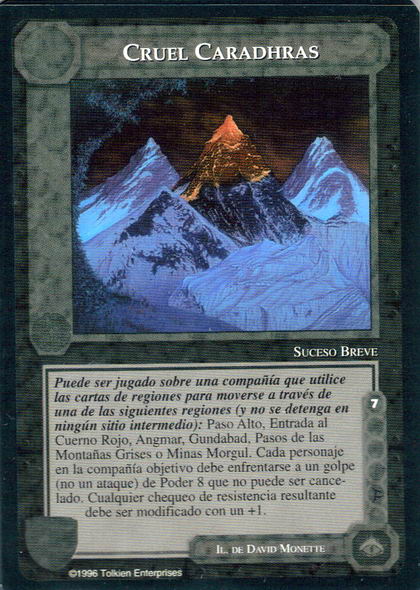 Cruel Caradhras
Suceso Breve
Puede ser jugado sobre una compañía que utilice
las cartas de regiones para moverse a través de
una de las siguientes regiones (y no se detenga en
ningún sitio intermedio): Paso Alto, Entrada al
Cuerno Rojo, Angmar, Gundabad, Pasos de las
Montañas Grises o Minas Morgul. Cada personaje
en la compañía objetivo debe enfrentarse a un golpe
(no un ataque) de Poder 8 que no puede ser cance-
lado. Cualquier chequeo de resistencia resultante
debe ser modificado con un +1.
7
Il. de David Monette
©1996 Tolkien Enterprises